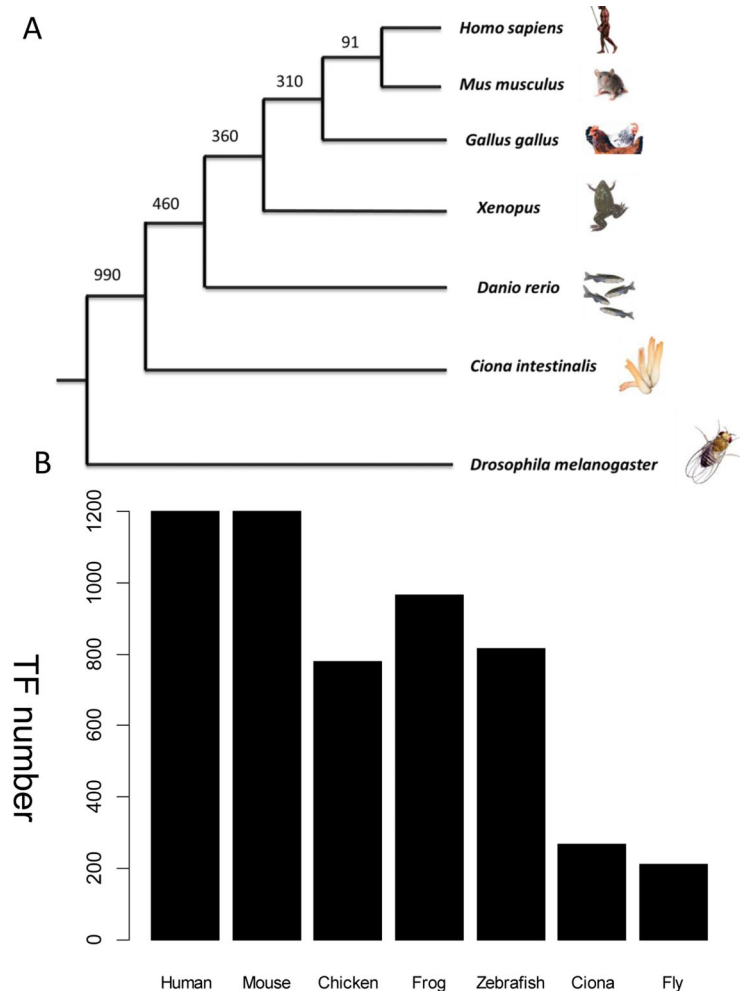 A
91
Homo sapiens
310
Mus musculus
360
Gallus gallus
460
Xenopus
990
Danio rerio
Ciona intestinalis
Drosophila melanogaster
B
TF number
1200
1000
800
600
400
200
0
Human Mouse Chicken Frog Zebrafish Ciona Fly